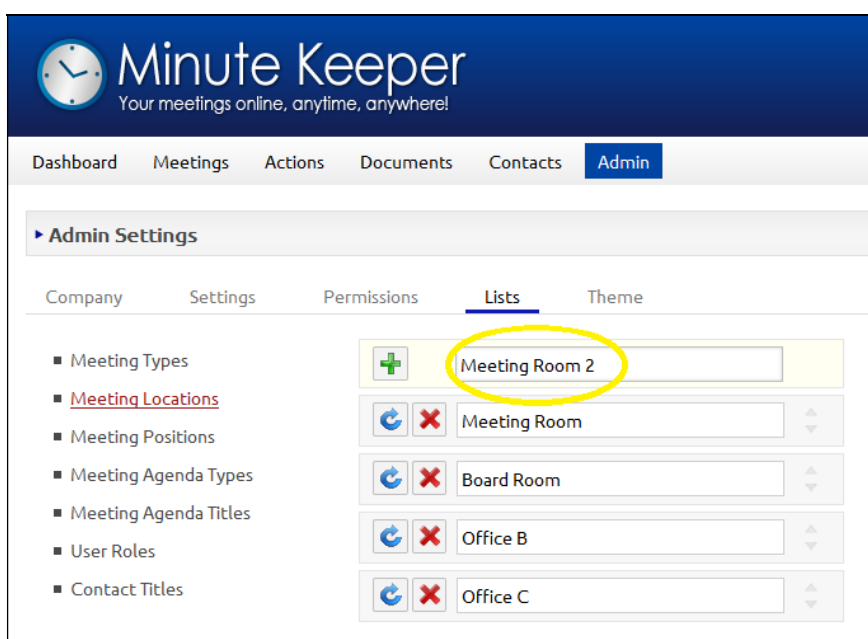 Minute Keeper
Your meetings online, anytime, anywhere!
Dashboard Meetings Actions Documents Contacts Admin
Admin Settings
Company Settings Permissions Lists Theme
Meeting Types
Meeting Locations
Meeting Positions
Meeting Agenda Types
Meeting Agenda Titles
User Roles
Contact Titles
Meeting Room 2
Meeting Room
Board Room
Office B
Office C